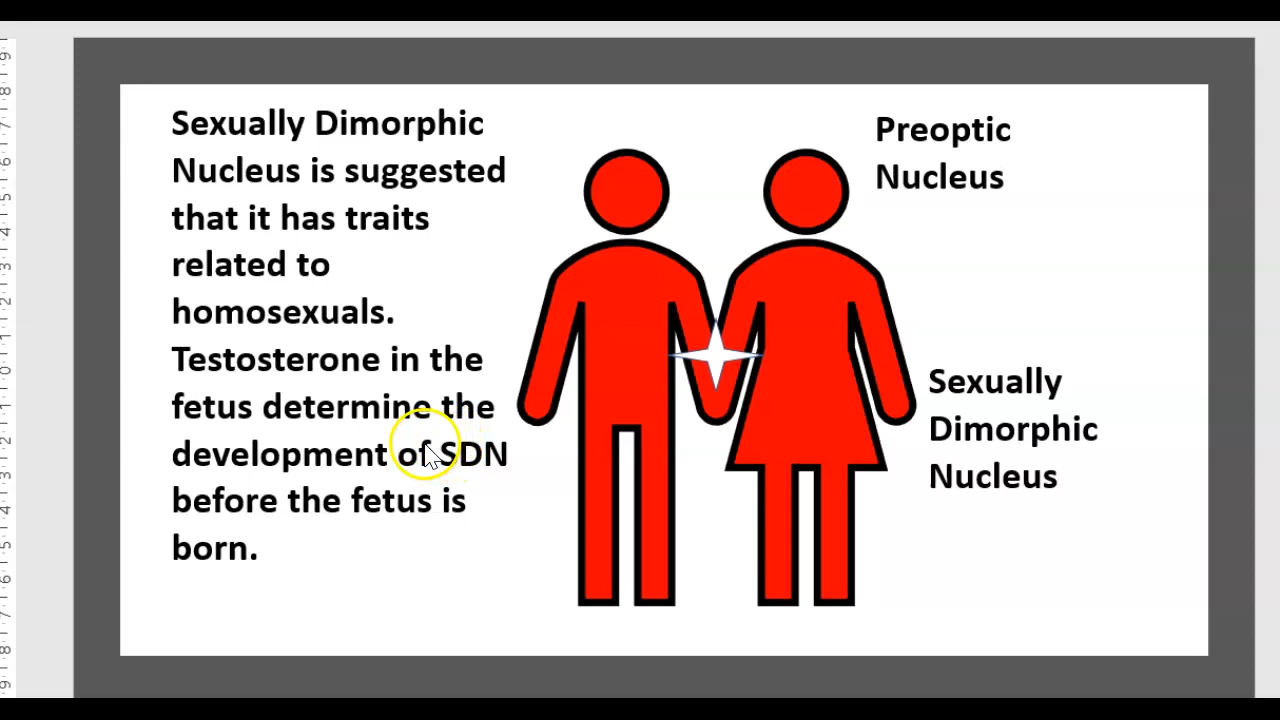 Sexually Dimorphic
Nucleus is suggested
that it has traits
related to
homosexuals.
Testosterone in the
fetus determine the
development of SDN
before the fetus is
born.
Preoptic
Nucleus
Sexually
Dimorphic
Nucleus